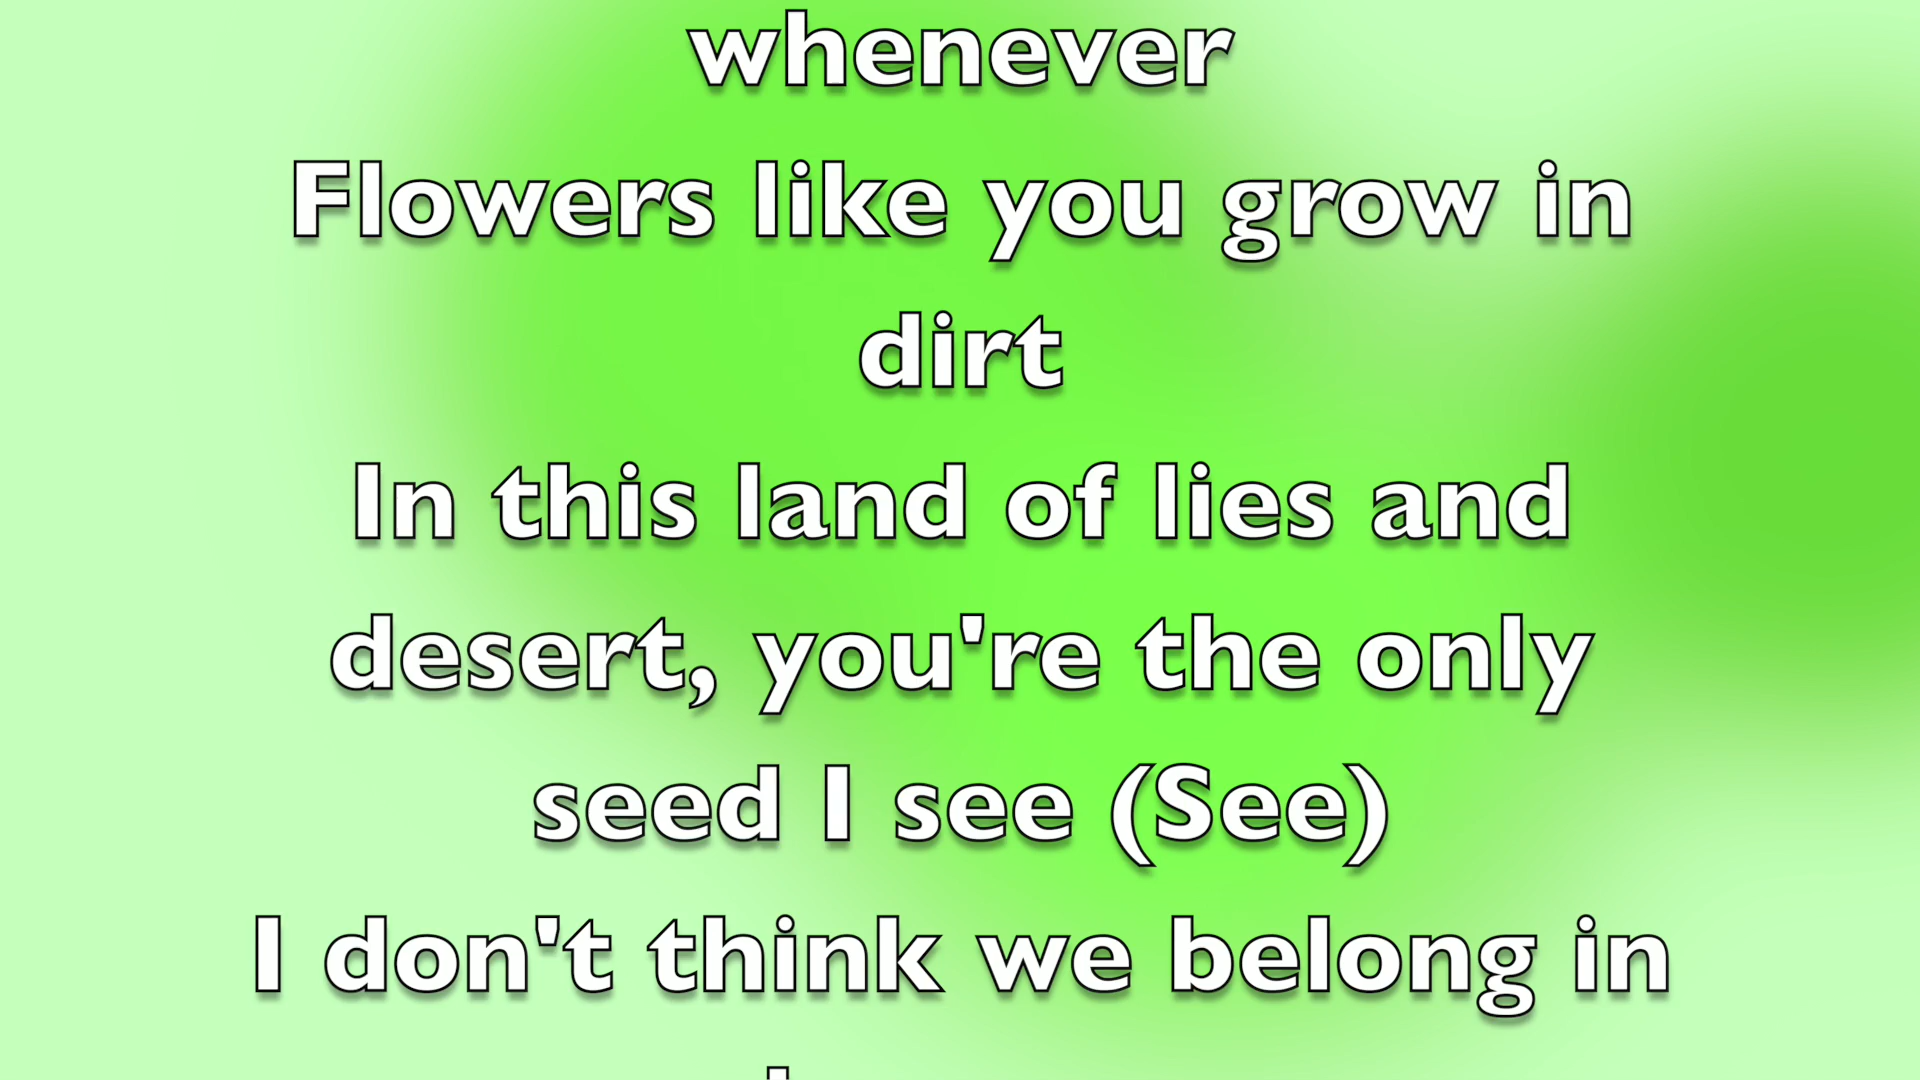 whenever
Flowers like you grow in
dirt
In this land of lies and
desert, you're the only
seed I see (See)
I don't think we belong in